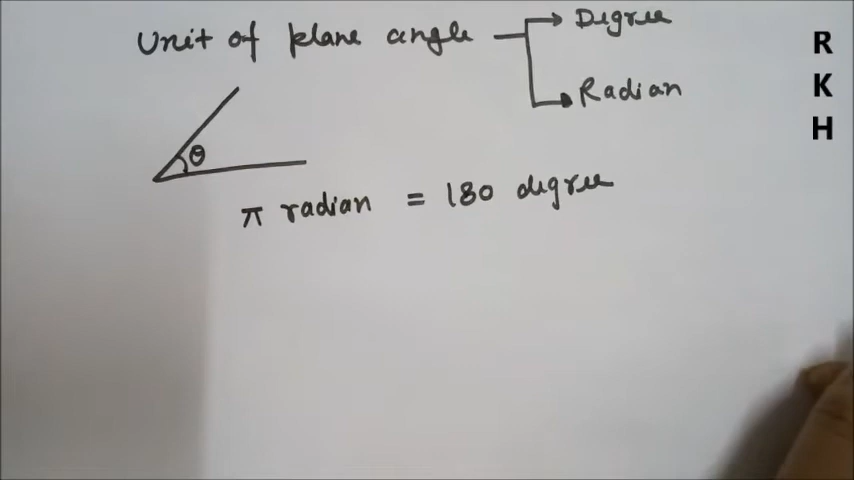 Unit of plane angle → Degree
→ Radian
θ
π radian = 180 degree
R
K
H